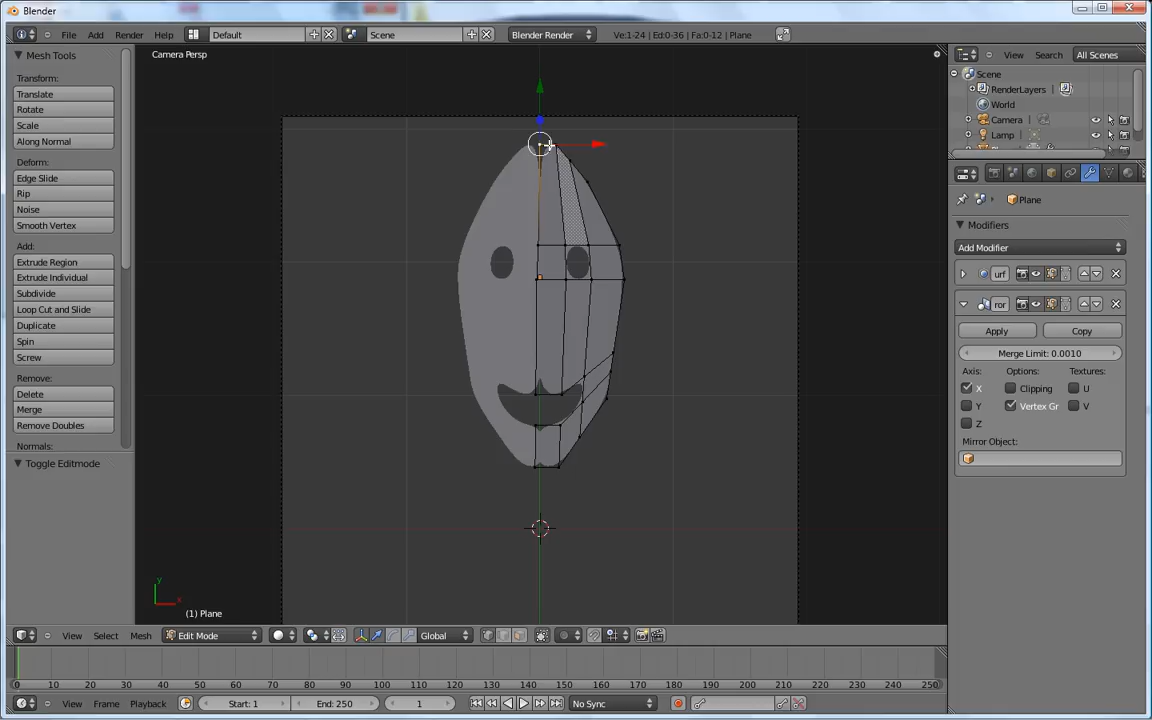 Blender
File Add Render Help Default Scene Blender Render Ve:1-24 | Ed:0-36 | Fa:0-12 | Plane
Mesh Tools
Transform:
Translate
Rotate
Scale
Along Normal
Deform:
Edge Slide
Rip
Noise
Smooth Vertex
Add:
Extrude Region
Extrude Individual
Subdivide
Loop Cut and Slide
Duplicate
Spin
Screw
Remove:
Delete
Merge
Remove Doubles
Normals:
Toggle Editmode
Camera Persp
y
x
(1) Plane
View Search All Scenes
Scene
RenderLayers
World
Camera
Lamp
Plane
Modifiers
Add Modifier
urf
ror
Apply Copy
Merge Limit: 0.0010
Axis: Options: Textures:
X Clipping U
Y Vertex Gr V
Z
Mirror Object:
View Select Mesh Edit Mode Global
0 10 20 30 40 50 60 70 80 90 100 110 120 130 140 150 160 170 180 190 200 210 220 230 240 250
View Frame Playback Start: 1 End: 250 1 No Sync